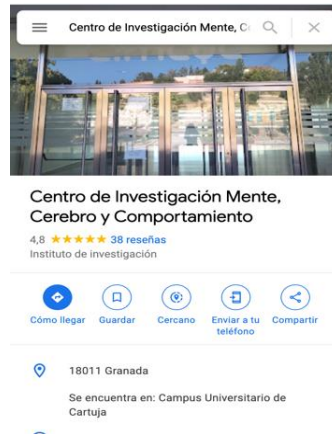 Centro de Investigación Mente, C
Centro de Investigación Mente,
Cerebro y Comportamiento
4,8 ★★★★★ 38 reseñas
Instituto de investigación
Cómo llegar
Guardar
Cercano
Enviar a tu
teléfono
Compartir
18011 Granada
Se encuentra en: Campus Universitario de
Cartuja